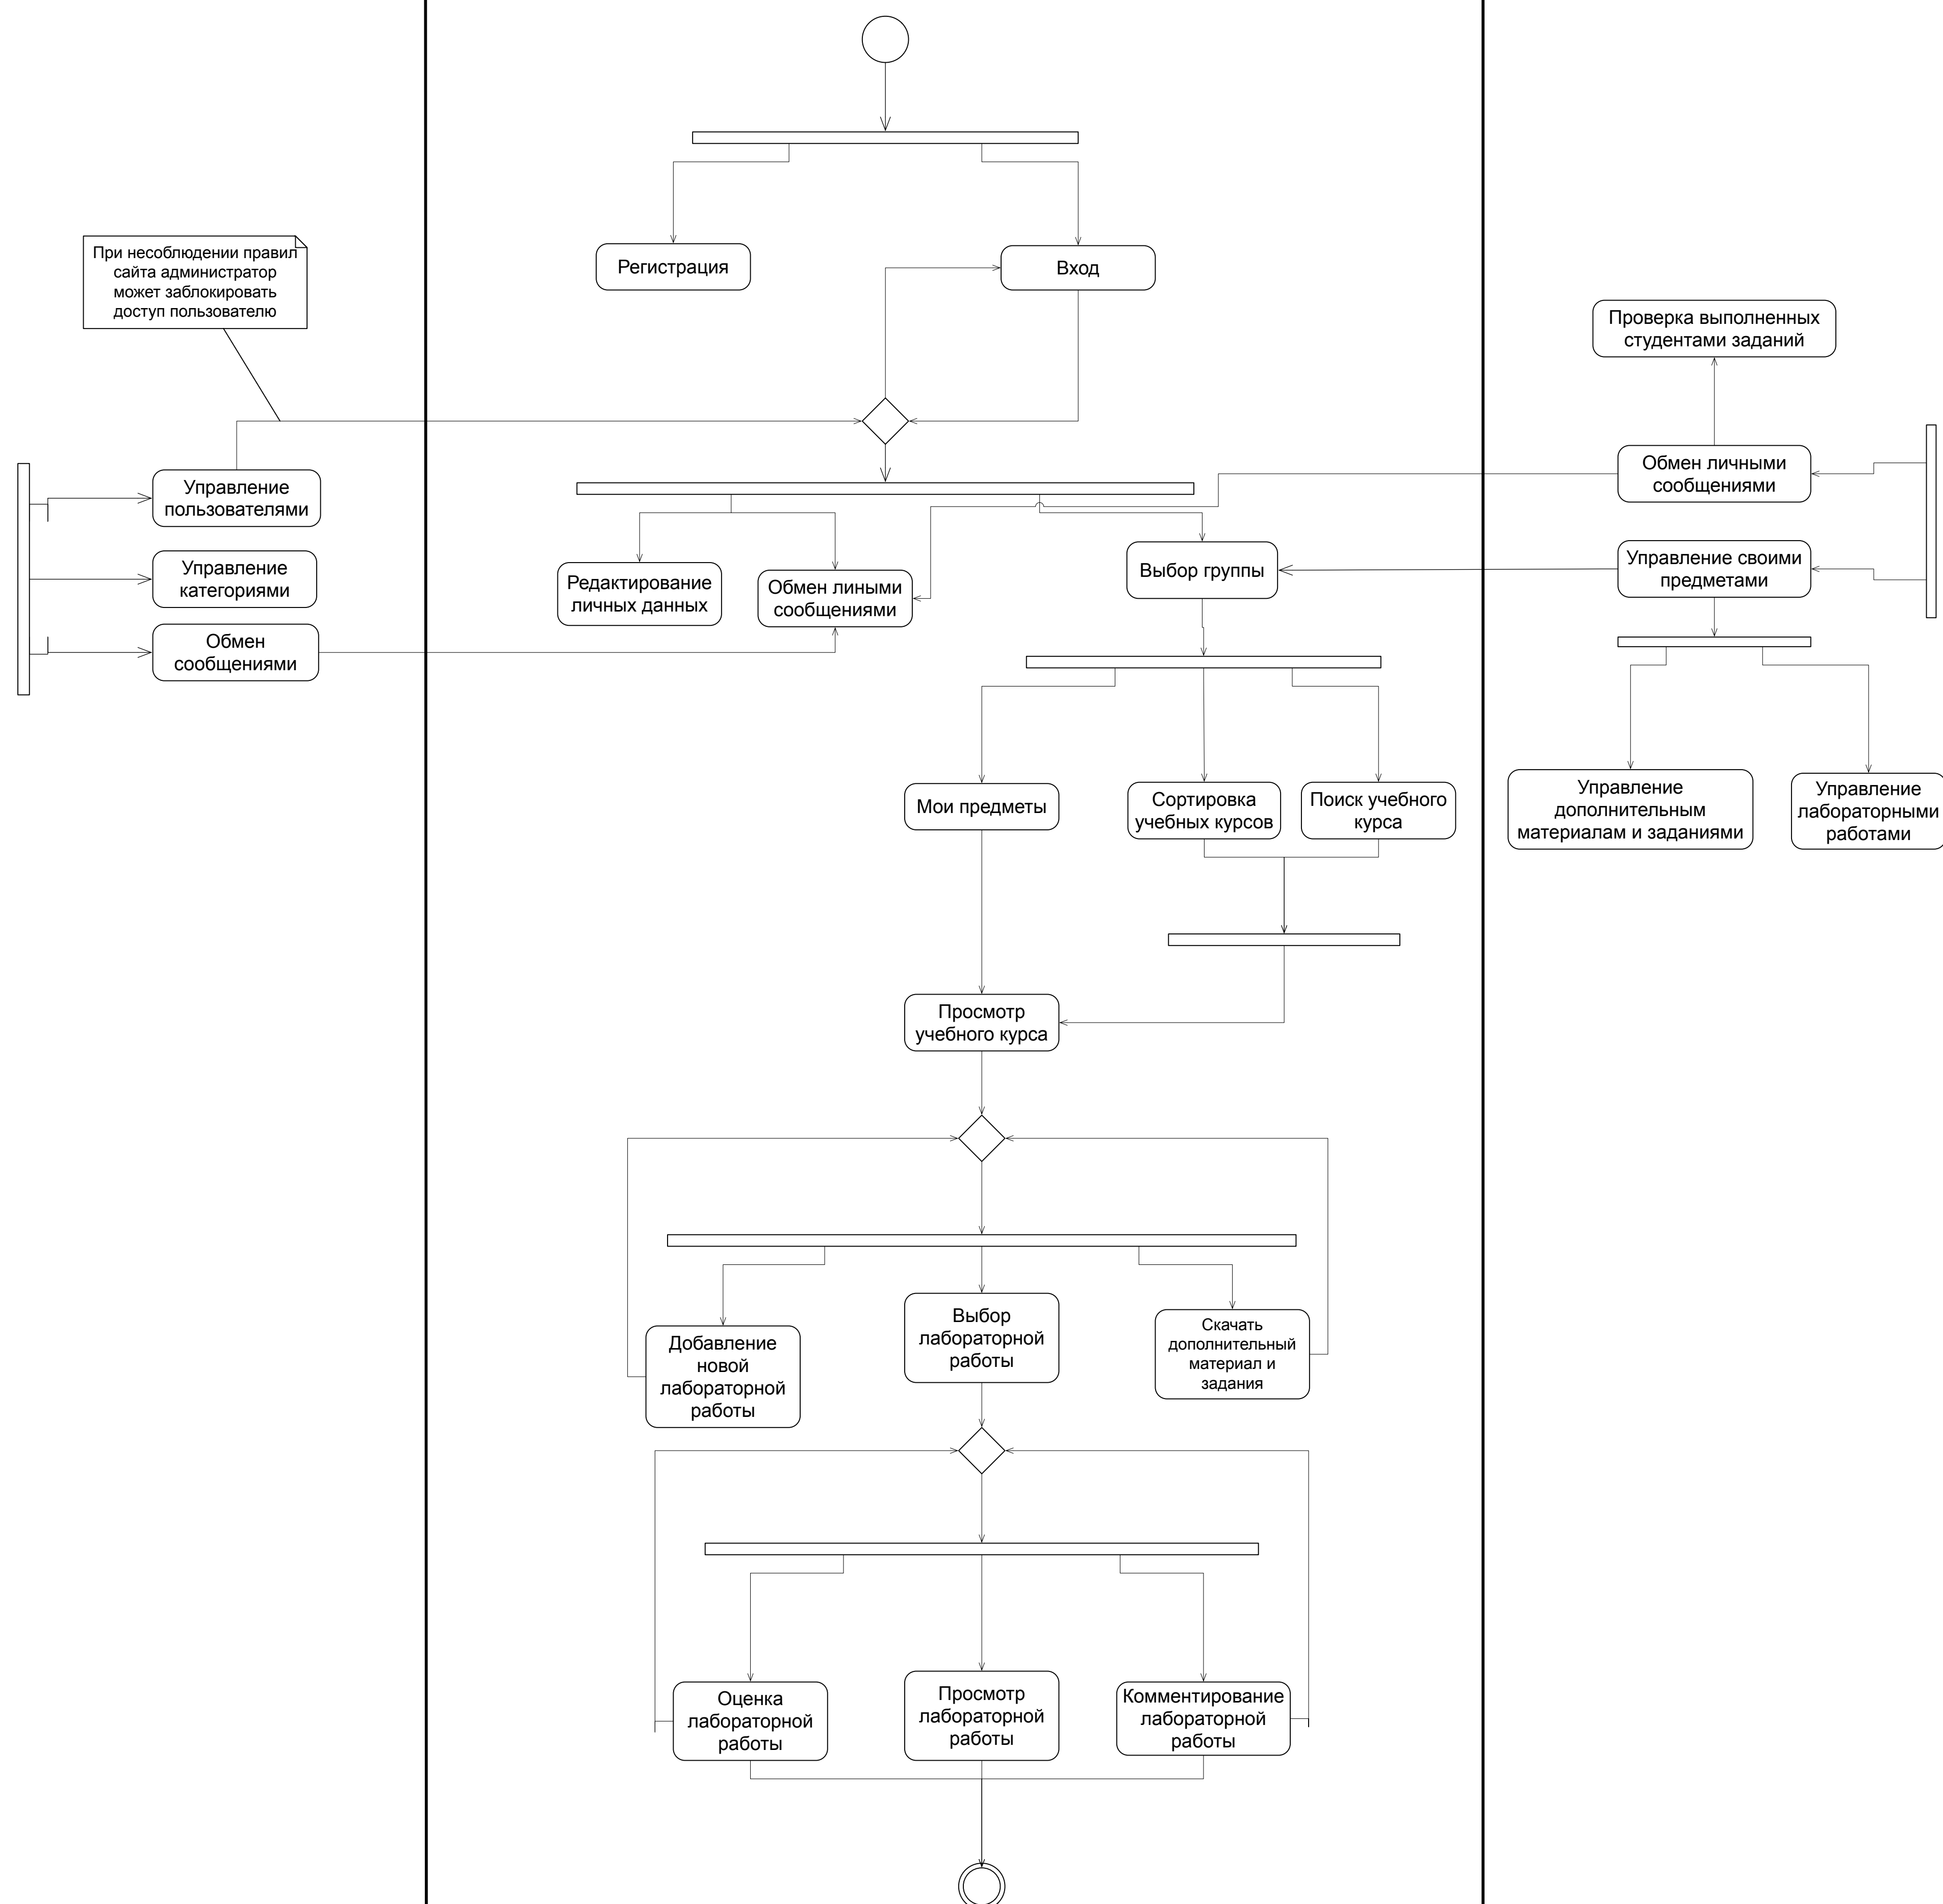 При несоблюдении правил
сайта администратор
может заблокировать
доступ пользователю
Управление
пользователями
Управление
категориями
Обмен
сообщениями
Регистрация
Вход
Редактирование
личных данных
Обмен лиными
сообщениями
Выбор группы
Мои предметы
Сортировка
учебных курсов
Поиск учебного
курса
Просмотр
учебного курса
Добавление
новой
лабораторной
работы
Выбор
лабораторной
работы
Скачать
дополнительный
материал и
задания
Оценка
лабораторной
работы
Просмотр
лабораторной
работы
Комментирование
лабораторной
работы
Проверка выполненных
студентами заданий
Обмен личными
сообщениями
Управление своими
предметами
Управление
дополнительным
материалам и заданиями
Управление
лабораторными
работами